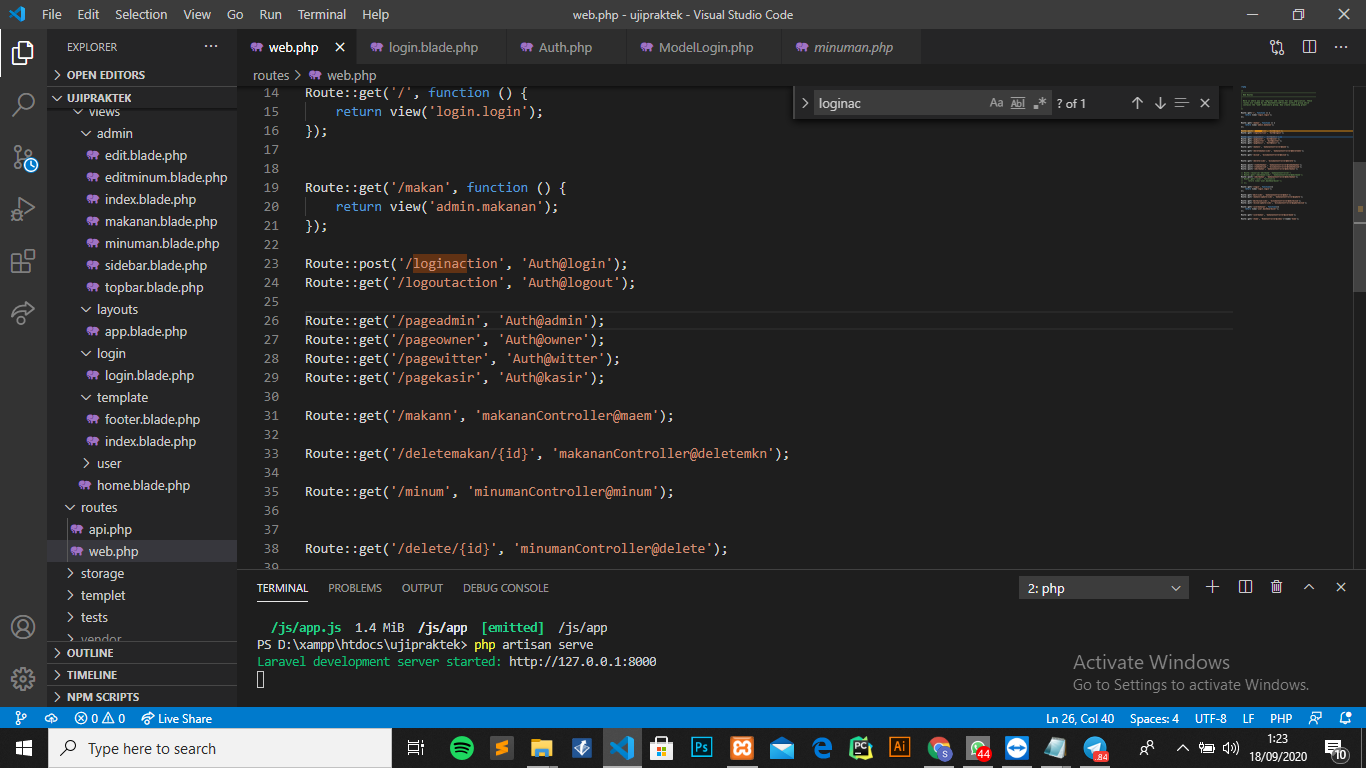 File Edit Selection View Go Run Terminal Help web.php - ujipraktek - Visual Studio Code
EXPLORER
OPEN EDITORS
UJIPRAKTEK
views
admin
edit.blade.php
editminum.blade.php
index.blade.php
makanan.blade.php
minuman.blade.php
sidebar.blade.php
topbar.blade.php
layouts
app.blade.php
login
login.blade.php
template
footer.blade.php
index.blade.php
user
home.blade.php
routes
api.php
web.php
storage
templet
tests
vendor
OUTLINE
TIMELINE
NPM SCRIPTS
web.php login.blade.php Auth.php ModelLogin.php minuman.php
routes > web.php
loginac Aa Abl .* ? of 1
14 Route::get('/', function () {
15 return view('login.login');
16 });
17
18
19 Route::get('/makan', function () {
20 return view('admin.makanan');
21 });
22
23 Route::post('/loginaction', 'Auth@login');
24 Route::get('/logoutaction', 'Auth@logout');
25
26 Route::get('/pageadmin', 'Auth@admin');
27 Route::get('/pageowner', 'Auth@owner');
28 Route::get('/pagewitter', 'Auth@witter');
29 Route::get('/pagekasir', 'Auth@kasir');
30
31 Route::get('/makann', 'makananController@maem');
32
33 Route::get('/deletemakan/{id}', 'makananController@deletemkn');
34
35 Route::get('/minum', 'minumanController@minum');
36
37
38 Route::get('/delete/{id}', 'minumanController@delete');
39
TERMINAL PROBLEMS OUTPUT DEBUG CONSOLE 2: php
/js/app.js 1.4 MiB /js/app [emitted] /js/app
PS D:\xampp\htdocs\ujipraktek> php artisan serve
Laravel development server started: http://127.0.0.1:8000
Activate Windows
Go to Settings to activate Windows.
0 0 Live Share Ln 26, Col 40 Spaces: 4 UTF-8 LF PHP
Type here to search
Ps
PC
Ai
S
44
84
1:23
18/09/2020
10